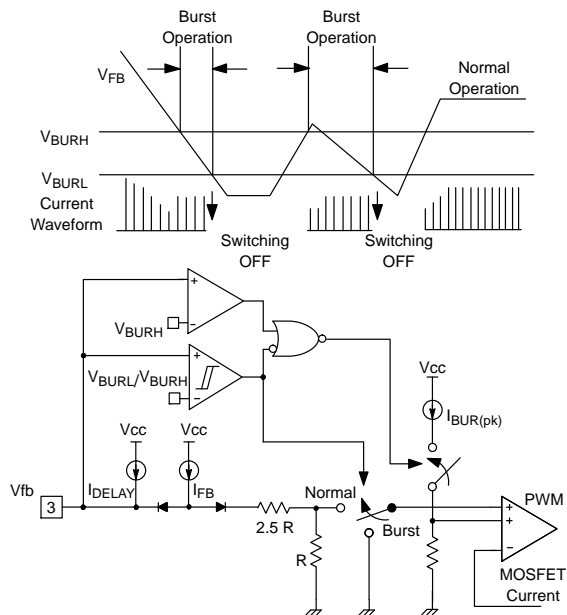 Burst
Operation
Burst
Operation
Normal
Operation
VFB
VBURH
VBURL
Current
Waveform
Switching
OFF
Switching
OFF
+
−
VBURH
+
−
VBURL/VBURH
Vcc
IBUR(pk)
Vcc
Vcc
IDELAY
IFB
Vfb
3
2.5 R
R
Normal
Burst
PWM
+
+
−
MOSFET
Current